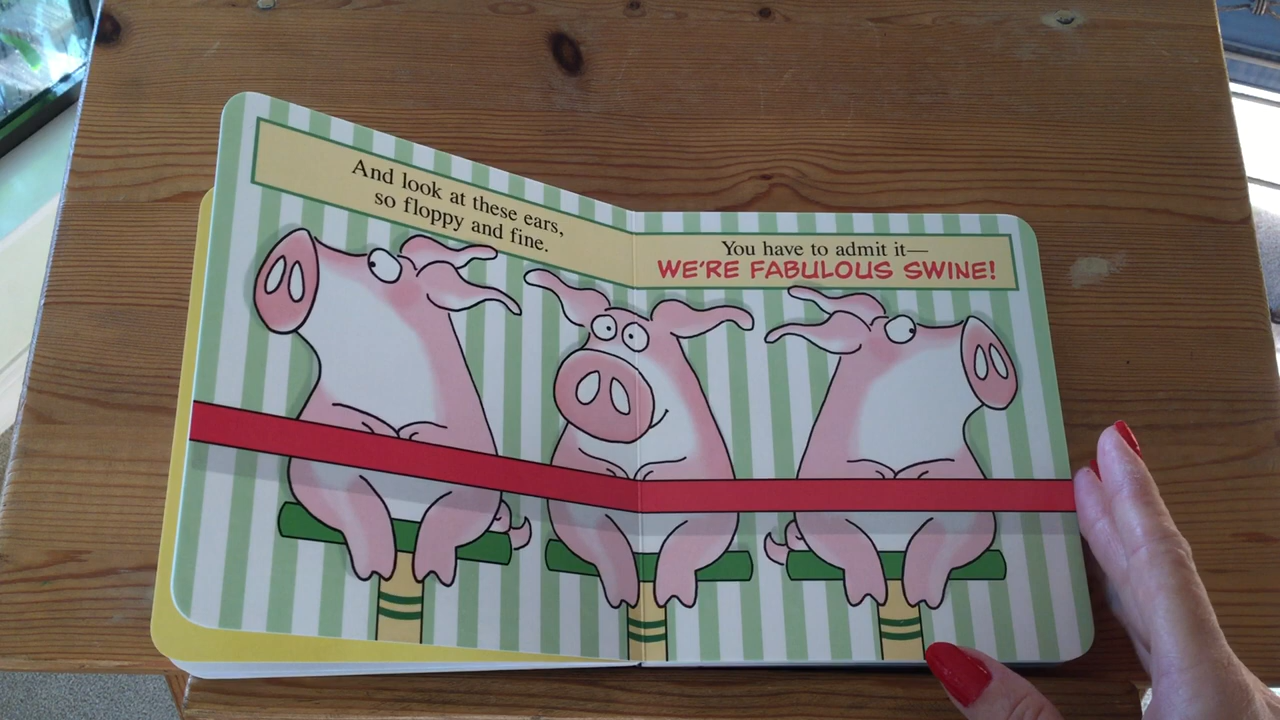 And look at these ears,
so floppy and fine.
You have to admit it—
WE'RE FABULOUS SWINE!